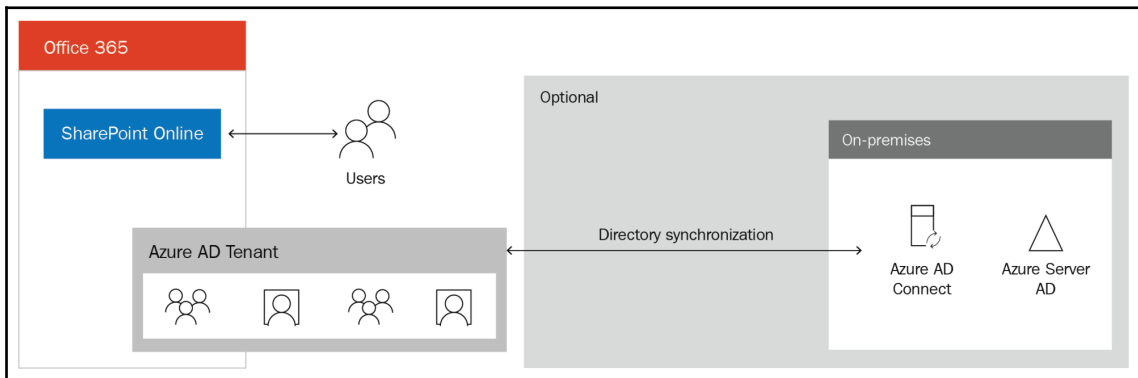 Office 365
SharePoint Online
Users
Azure AD Tenant
Optional
Directory synchronization
On-premises
Azure AD
Connect
Azure Server
AD